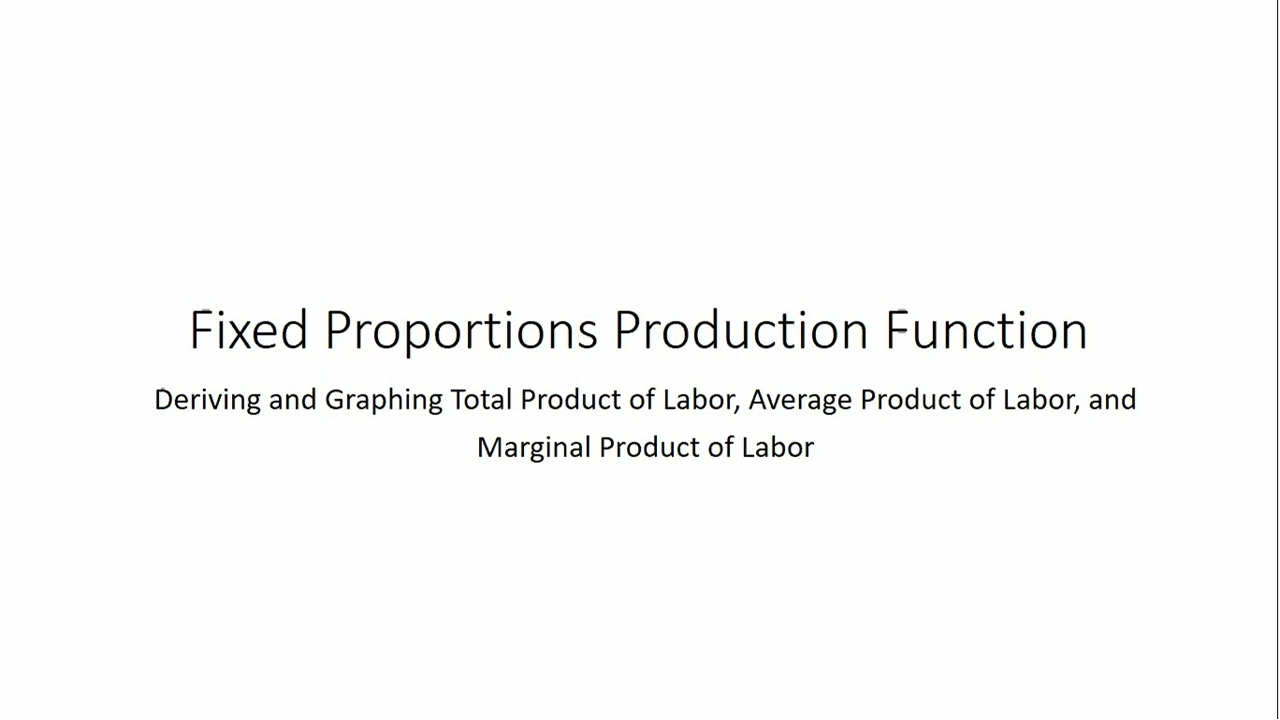 Fixed Proportions Production Function
Deriving and Graphing Total Product of Labor, Average Product of Labor, and
Marginal Product of Labor